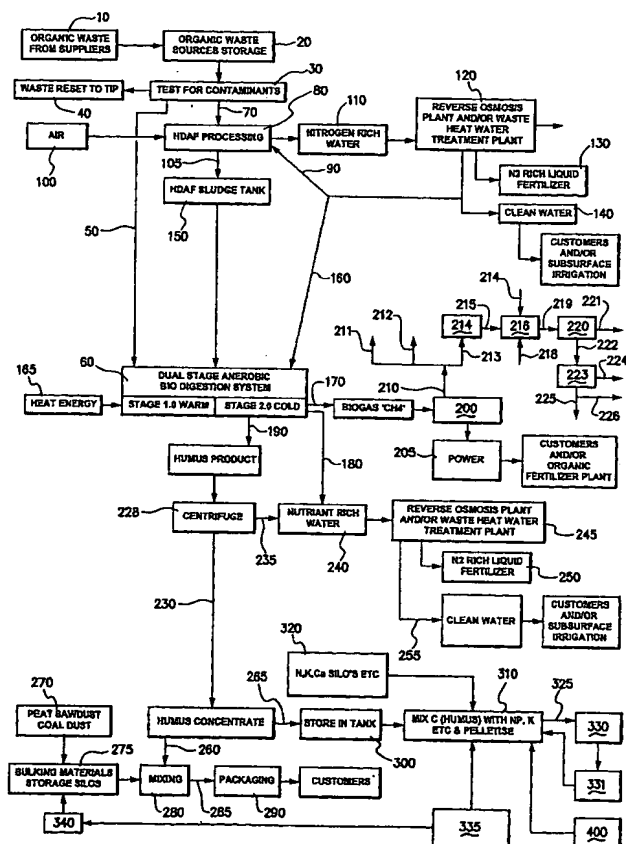 10
ORGANIC WASTE
FROM SUPPLIERS
ORGANIC WASTE
SOURCES STORAGE
20
30
WASTE RESET TO TIP
TEST FOR CONTAMINANTS
40
70
80
110
120
AIR
HDAF PROCESSING
NITROGEN RICH
WATER
REVERSE OSMOSIS
PLANT AND/OR WASTE
HEAT WATER
TREATMENT PLANT
100
105
90
130
N2 RICH LIQUID
FERTILIZER
HDAF SLUDGE TANK
150
140
CLEAN WATER
50
160
CUSTOMERS
AND/OR
SUBSURFACE
IRRIGATION
214
211
212
215
219
221
214
216
220
222
213
218
223
224
60
165
DUAL STAGE ANEROBIC
BIO DIGESTION SYSTEM
170
210
225
226
HEAT ENERGY
STAGE 1.0 WARM
STAGE 2.0 COLD
BIOGAS 'CH4'
200
190
HUMUS PRODUCT
180
205
POWER
CUSTOMERS
AND/OR
ORGANIC
FERTILIZER PLANT
228
CENTRIFUGE
235
NUTRIENT RICH
WATER
240
REVERSE OSMOSIS PLANT
AND/OR WASTE HEAT WATER
TREATMENT PLANT
245
N2 RICH LIQUID
FERTILIZER
250
230
CLEAN WATER
CUSTOMERS
AND/OR
SUBSURFACE
IRRIGATION
255
320
N,K,Ca SILO'S ETC
310
270
265
325
PEAT SAWDUST
COAL DUST
HUMUS CONCENTRATE
STORE IN TANK
MIX C (HUMUS) WITH NP, K
ETC & PELLETISE
330
275
260
300
331
BULKING MATERIALS
STORAGE SILOS
MIXING
PACKAGING
CUSTOMERS
280
285
290
340
335
400